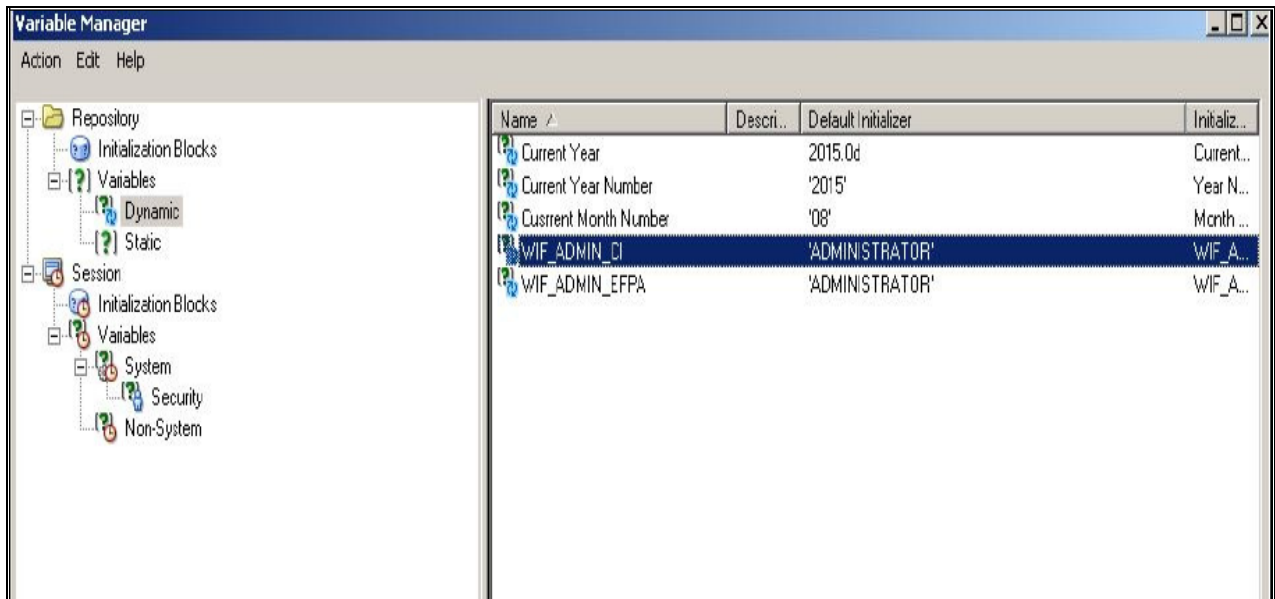 Variable Manager
Action Edit Help
Repository
Initialization Blocks
Variables
Dynamic
Static
Session
Initialization Blocks
Variables
System
Security
Non-System
Name Descri... Default Initializer Initializ...
Current Year 2015.0d Current...
Current Year Number '2015' Year N...
Cusrrent Month Number '08' Month ...
WIF_ADMIN_CI 'ADMINISTRATOR' WIF_A...
WIF_ADMIN_EFPA 'ADMINISTRATOR' WIF_A...